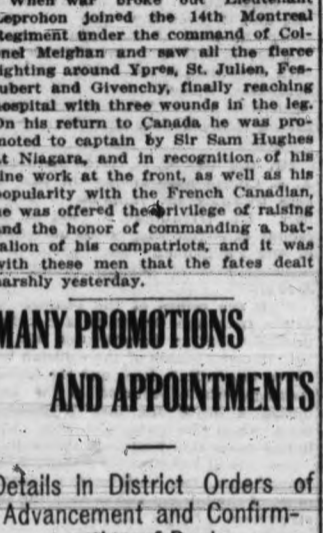 When war broke out Lieutenant
Leprohon joined the 14th Montreal
Regiment under the command of Col-
onel Meighan and saw all the fierce
fighting around Ypres, St. Julien, Fes-
tubert and Givenchy, finally reaching
hospital with three wounds in the leg.
On his return to Canada he was pro-
moted to captain by Sir Sam Hughes
at Niagara, and in recognition of his
fine work at the front, as well as his
popularity with the French Canadian,
he was offered the privilege of raising
and the honor of commanding a bat-
talion of his compatriots, and it was
with these men that the fates dealt
harshly yesterday.
MANY PROMOTIONS
AND APPOINTMENTS
Details In District Orders of
Advancement and Confirm-